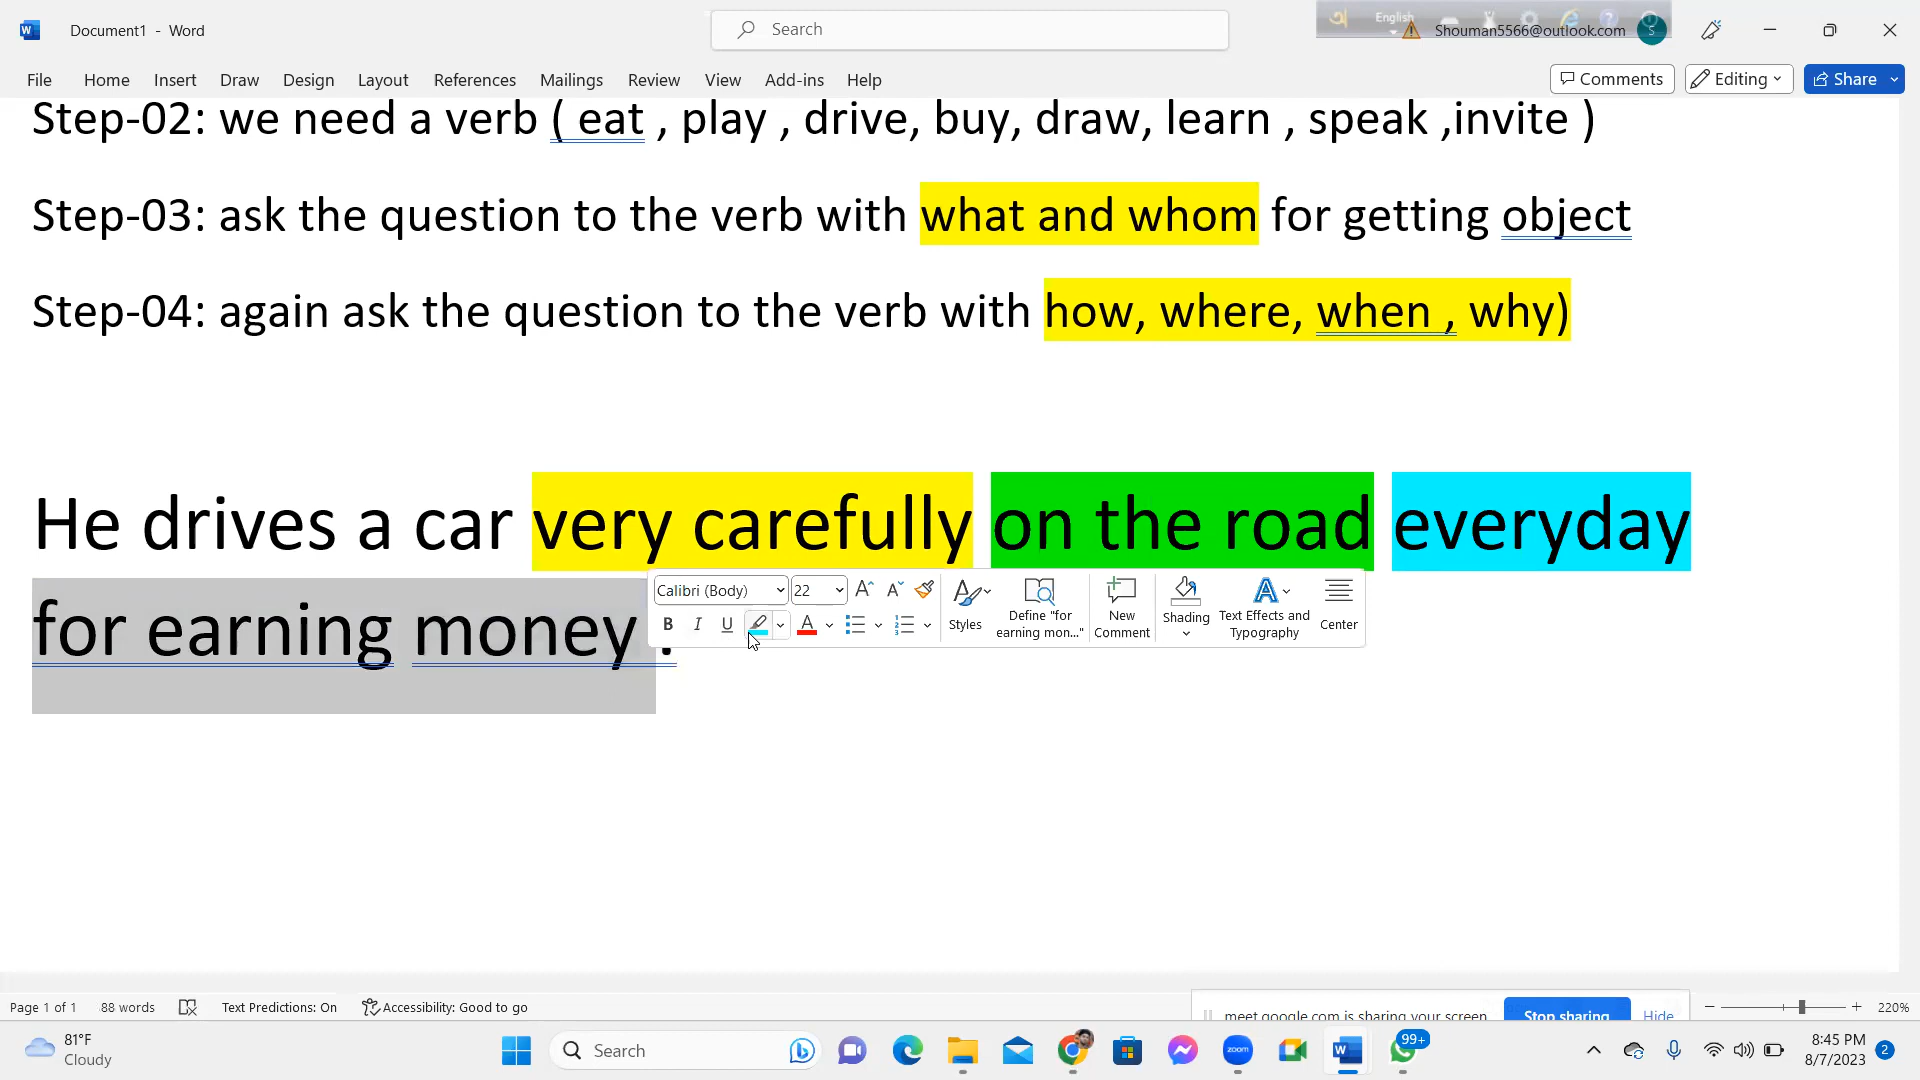 Document1 - Word
Search
English
Shouman5566@outlook.com
S
File Home Insert Draw Design Layout References Mailings Review View Add-ins Help
Comments Editing Share
Step-02: we need a verb ( eat , play , drive, buy, draw, learn , speak ,invite )
Step-03: ask the question to the verb with what and whom for getting object
Step-04: again ask the question to the verb with how, where, when , why)
He drives a car very carefully on the road everyday
for earning money .
Calibri (Body) 22
B I U A
Styles
Define "for
earning mon..."
New
Comment
Shading
Text Effects and
Typography
Center
Page 1 of 1 88 words Text Predictions: On Accessibility: Good to go
220%
meet.google.com is sharing your screen. Stop sharing Hide
81°F
Cloudy
Search
zoom
99+
8:45 PM
8/7/2023
2